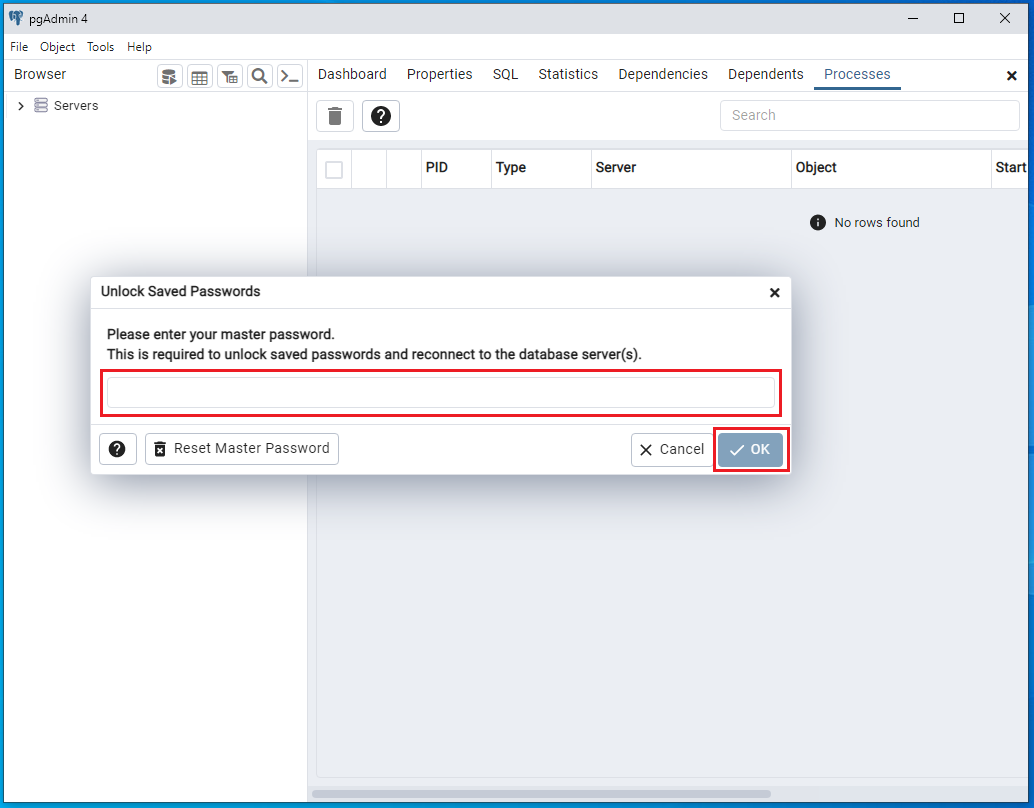 pgAdmin 4
File Object Tools Help
Browser
Dashboard Properties SQL Statistics Dependencies Dependents Processes
Servers
Search
PID Type Server Object Start
No rows found
Unlock Saved Passwords
Please enter your master password.
This is required to unlock saved passwords and reconnect to the database server(s).
Reset Master Password
Cancel
OK